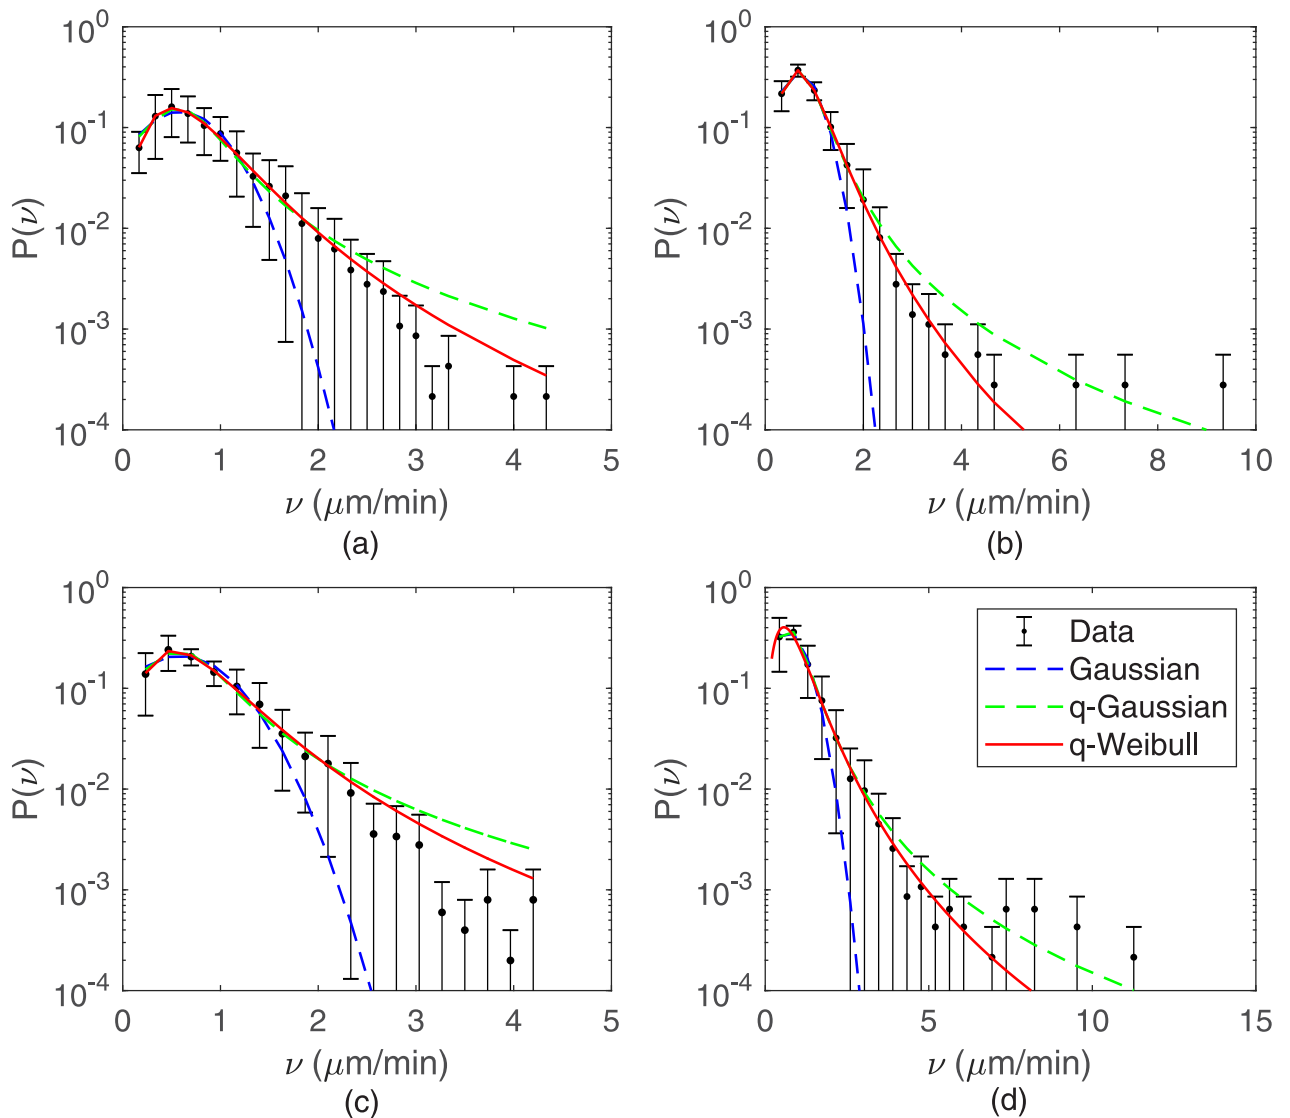 10^0
10^-1
10^-2
10^-3
10^-4
P(ν)
0 1 2 3 4 5
ν (μm/min)
(a)
10^0
10^-1
10^-2
10^-3
10^-4
P(ν)
0 2 4 6 8 10
ν (μm/min)
(b)
10^0
10^-1
10^-2
10^-3
10^-4
P(ν)
0 1 2 3 4 5
ν (μm/min)
(c)
10^0
10^-1
10^-2
10^-3
10^-4
P(ν)
Data
Gaussian
q-Gaussian
q-Weibull
0 5 10 15
ν (μm/min)
(d)